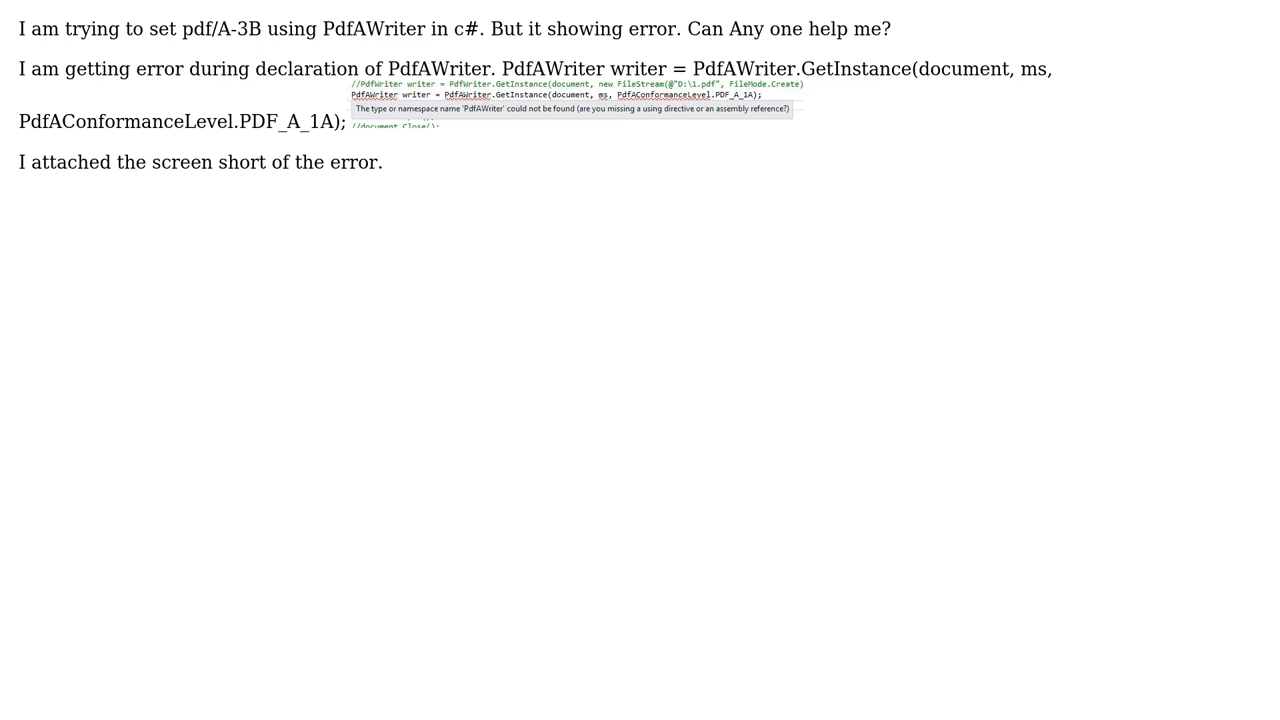 I am trying to set pdf/A-3B using PdfAWriter in c#. But it showing error. Can Any one help me?
I am getting error during declaration of PdfAWriter. PdfAWriter writer = PdfAWriter.GetInstance(document, ms,
//PdfWriter writer = PdfWriter.GetInstance(document, new FileStream(@"D:\1.pdf", FileMode.Create)
PdfAWriter writer = PdfAWriter.GetInstance(document, ms, PdfAConformanceLevel.PDF_A_1A);
The type or namespace name 'PdfAWriter' could not be found (are you missing a using directive or an assembly reference?)
PdfAConformanceLevel.PDF_A_1A);
//document.Close();
I attached the screen short of the error.